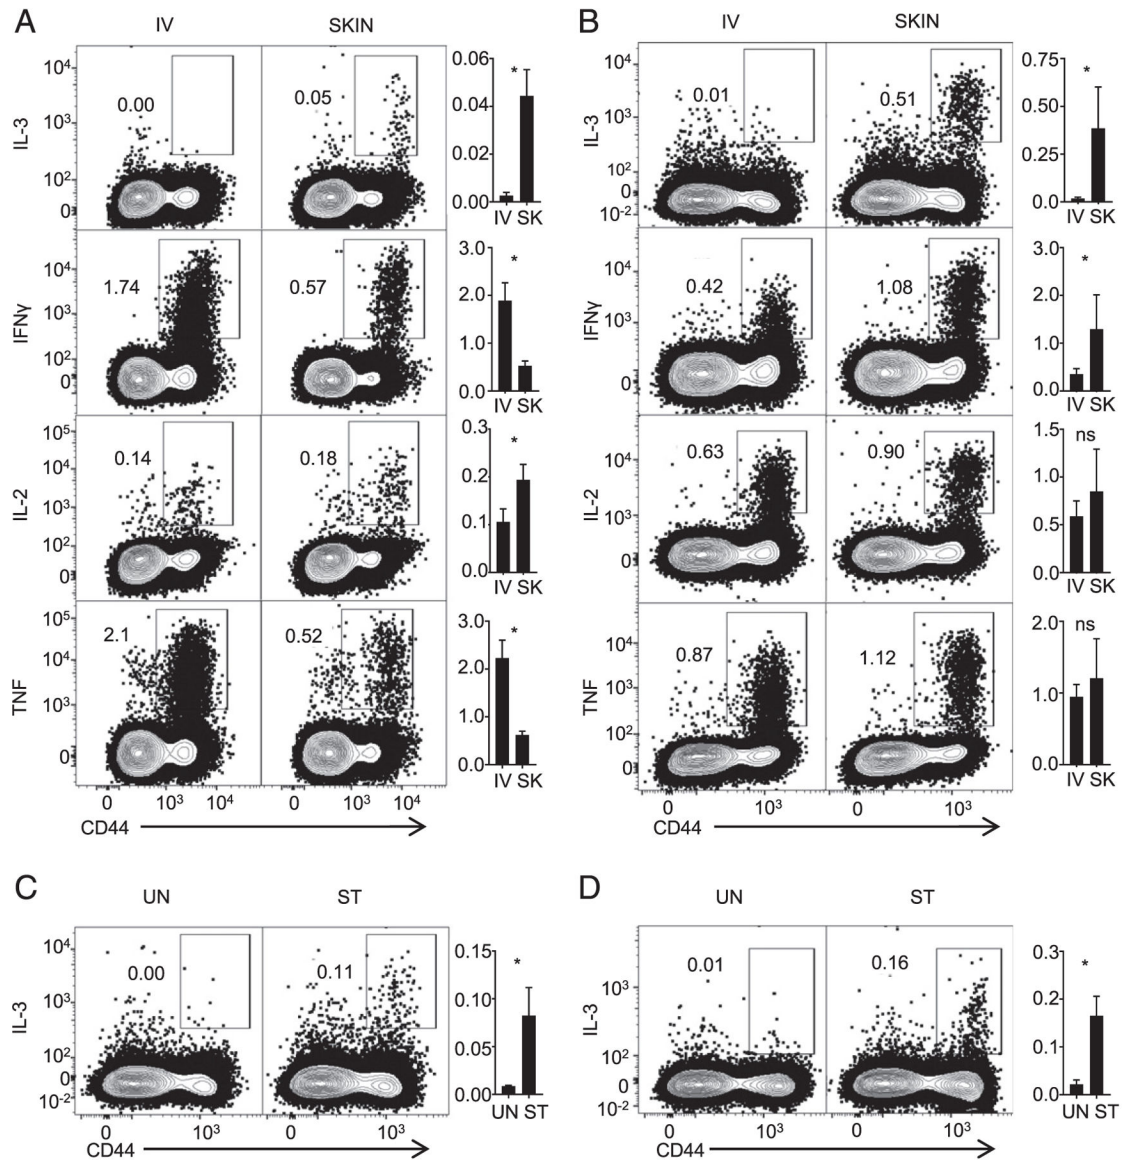 A
IV SKIN
IL-3
10⁴
10³
10²
0
0.00
0.05
0.06
0.04
0.02
0.00
*
IV SK
IFNγ
10⁴
10³
10²
0
1.74
0.57
3.0
2.0
1.0
0.0
*
IV SK
IL-2
10⁵
10⁴
10³
10²
0
0.14
0.18
0.3
0.2
0.1
0.0
*
IV SK
TNF
10⁵
10⁴
10³
0
2.1
0.52
3.0
2.0
1.0
0.0
*
IV SK
0 10³ 10⁴ 0 10³ 10⁴
CD44
B
IV SKIN
IL-3
10⁴
10³
10²
0
10⁻²
0.01
0.51
0.75
0.50
0.25
0.0
*
IV SK
IFNγ
10⁴
10³
0
0.42
1.08
3.0
2.0
1.0
0.0
*
IV SK
IL-2
10⁴
10³
0
0.63
0.90
1.5
1.0
0.5
0.0
ns
IV SK
TNF
10⁴
10³
10²
0
0.87
1.12
2.0
1.0
0.0
ns
IV SK
0 10³ 0 10³
CD44
C
UN ST
IL-3
10⁴
10³
10²
0
10⁻²
0.00
0.11
0.15
0.10
0.05
0.00
*
UN ST
0 10³ 0 10³
CD44
D
UN ST
IL-3
10³
10²
0
10⁻²
0.01
0.16
0.3
0.2
0.1
0.0
*
UN ST
0 10³ 0 10³
CD44